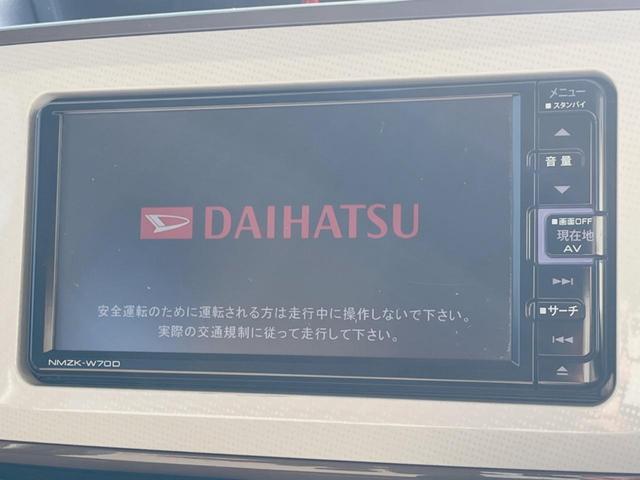 メニュー
■スタンバイ
音量
■画面OFF
現在地
AV
■サーチ
DAIHATSU
安全運転のために運転される方は走行中に操作しないで下さい。
実際の交通規制に従って走行して下さい。
NMZK-W70D